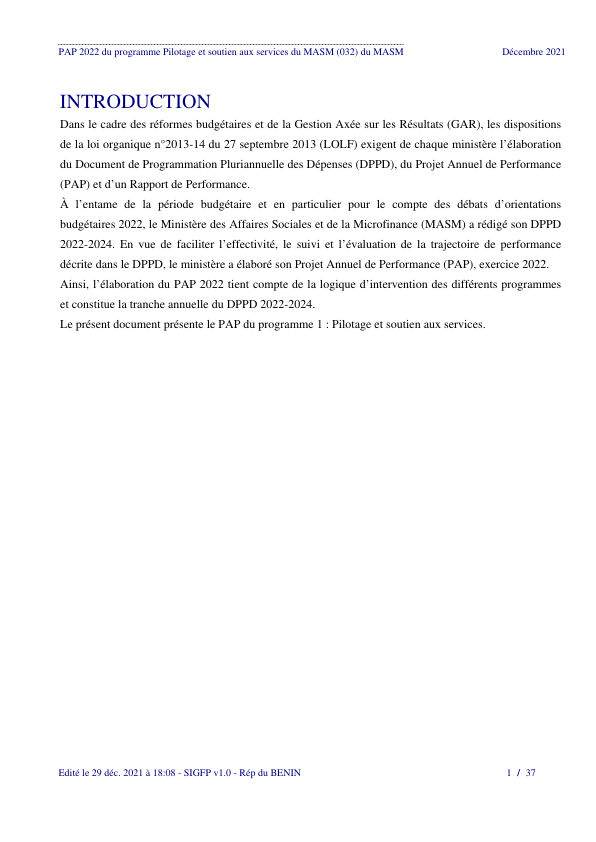 PAP 2022 du programme Pilotage et soutien aux services du MASM (032) du MASM Décembre 2021
INTRODUCTION
Dans le cadre des réformes budgétaires et de la Gestion Axée sur les Résultats (GAR), les dispositions
de la loi organique n°2013-14 du 27 septembre 2013 (LOLF) exigent de chaque ministère l’élaboration
du Document de Programmation Pluriannuelle des Dépenses (DPPD), du Projet Annuel de Performance
(PAP) et d’un Rapport de Performance.
À l’entame de la période budgétaire et en particulier pour le compte des débats d’orientations
budgétaires 2022, le Ministère des Affaires Sociales et de la Microfinance (MASM) a rédigé son DPPD
2022-2024. En vue de faciliter l’effectivité, le suivi et l’évaluation de la trajectoire de performance
décrite dans le DPPD, le ministère a élaboré son Projet Annuel de Performance (PAP), exercice 2022.
Ainsi, l’élaboration du PAP 2022 tient compte de la logique d’intervention des différents programmes
et constitue la tranche annuelle du DPPD 2022-2024.
Le présent document présente le PAP du programme 1 : Pilotage et soutien aux services.
Edité le 29 déc. 2021 à 18:08 - SIGFP v1.0 - Rép du BENIN 1 / 37